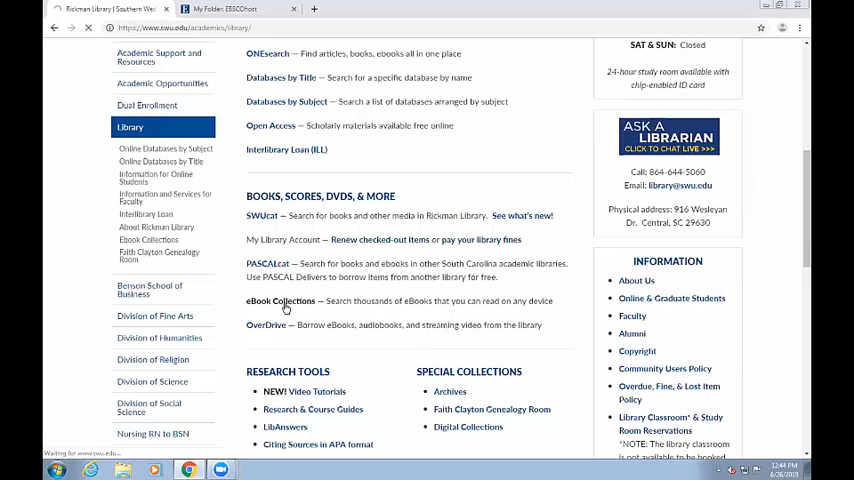 Rickman Library | Southern Wes
My Folder: EBSCOhost
https://www.swu.edu/academics/library/
Academic Support and
Resources
Academic Opportunities
Dual Enrollment
Library
Online Databases by Subject
Online Databases by Title
Information for Online
Students
Information and Services for
Faculty
Interlibrary Loan
About Rickman Library
Ebook Collections
Faith Clayton Genealogy
Room
Benson School of
Business
Division of Fine Arts
Division of Humanities
Division of Religion
Division of Science
Division of Social
Science
Nursing RN to BSN
Waiting for www.swu.edu...
ONEsearch — Find articles, books, ebooks all in one place
Databases by Title — Search for a specific database by name
Databases by Subject — Search a list of databases arranged by subject
Open Access — Scholarly materials available free online
Interlibrary Loan (ILL)
BOOKS, SCORES, DVDS, & MORE
SWUcat — Search for books and other media in Rickman Library. See what's new!
My Library Account — Renew checked-out items or pay your library fines
PASCALcat — Search for books and ebooks in other South Carolina academic libraries.
Use PASCAL Delivers to borrow items from another library for free.
eBook Collections — Search thousands of eBooks that you can read on any device
OverDrive — Borrow eBooks, audiobooks, and streaming video from the library
RESEARCH TOOLS
NEW! Video Tutorials
Research & Course Guides
LibAnswers
Citing Sources in APA format
SPECIAL COLLECTIONS
Archives
Faith Clayton Genealogy Room
Digital Collections
SAT & SUN: Closed
24-hour study room available with
chip-enabled ID card
ASK A
LIBRARIAN
CLICK TO CHAT LIVE >>>
Call: 864-644-5060
Email: library@swu.edu
Physical address: 916 Wesleyan
Dr. Central, SC 29630
INFORMATION
About Us
Online & Graduate Students
Faculty
Alumni
Copyright
Community Users Policy
Overdue, Fine, & Lost Item
Policy
Library Classroom* & Study
Room Reservations
*NOTE: The library classroom
is not available to be booked
12:44 PM
6/26/2019